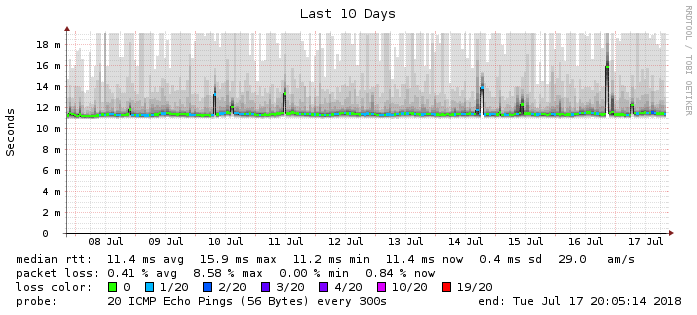 Last 10 Days
RRDTOOL / TOBI OETIKER
Seconds
18 m
16 m
14 m
12 m
10 m
8 m
6 m
4 m
2 m
0
08 Jul 09 Jul 10 Jul 11 Jul 12 Jul 13 Jul 14 Jul 15 Jul 16 Jul 17 Jul
median rtt: 11.4 ms avg 15.9 ms max 11.2 ms min 11.4 ms now 0.4 ms sd 29.0 am/s
packet loss: 0.41 % avg 8.58 % max 0.00 % min 0.84 % now
loss color: 0 1/20 2/20 3/20 4/20 10/20 19/20
probe: 20 ICMP Echo Pings (56 Bytes) every 300s end: Tue Jul 17 20:05:14 2018